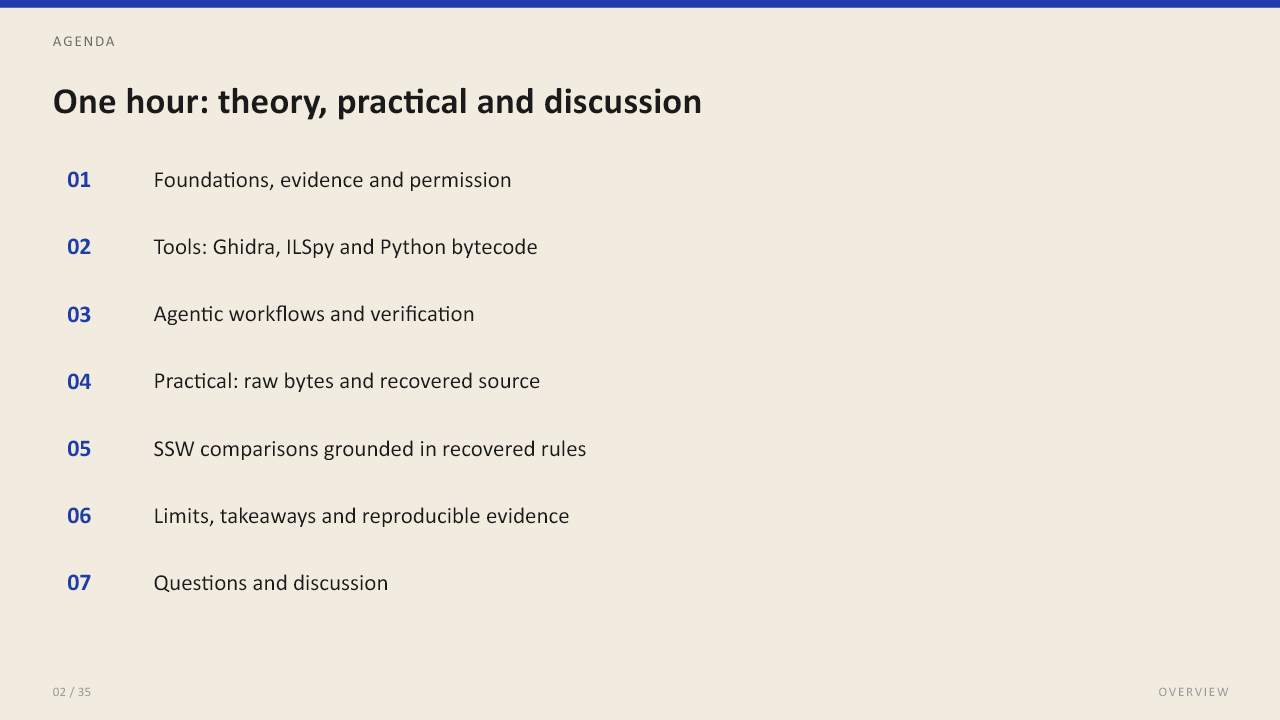 AGENDA
One hour: theory, practical and discussion
01 Foundations, evidence and permission
02 Tools: Ghidra, ILSpy and Python bytecode
03 Agentic workflows and verification
04 Practical: raw bytes and recovered source
05 SSW comparisons grounded in recovered rules
06 Limits, takeaways and reproducible evidence
07 Questions and discussion
02 / 35
OVERVIEW